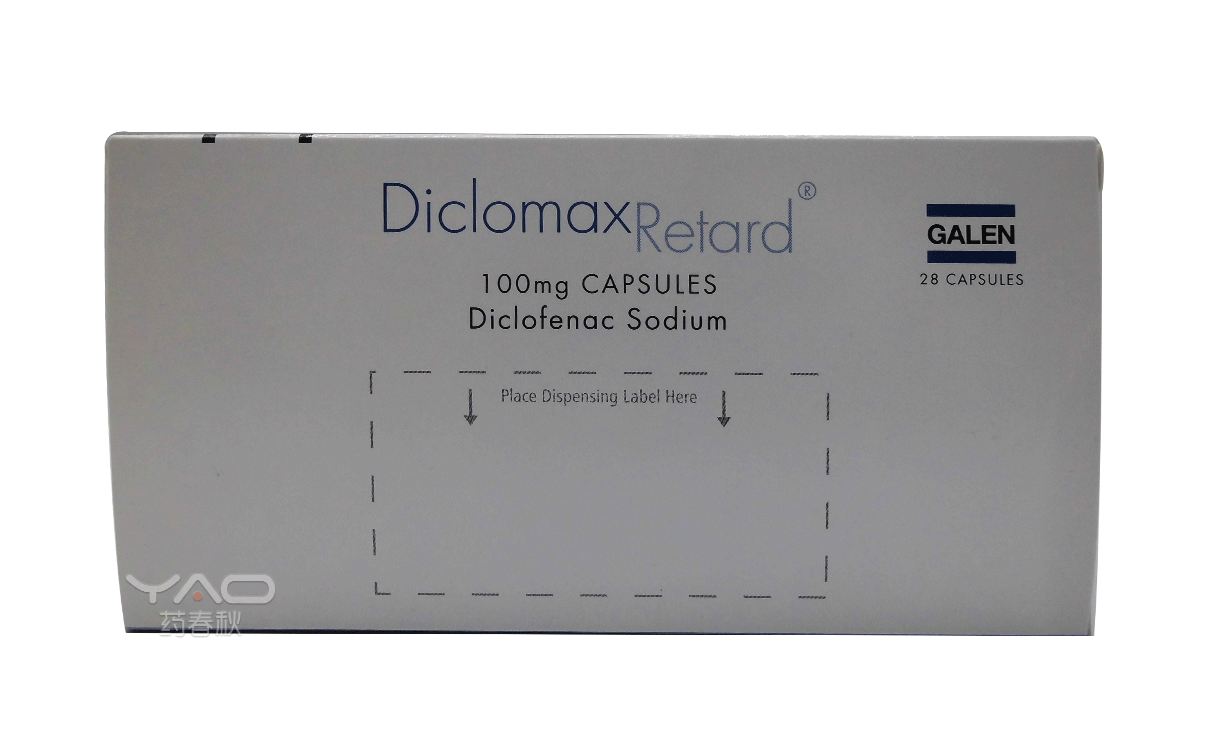 DiclomaxRetard®
100mg CAPSULES
Diclofenac Sodium
GALEN
28 CAPSULES
Place Dispensing Label Here
YAO
药春秋